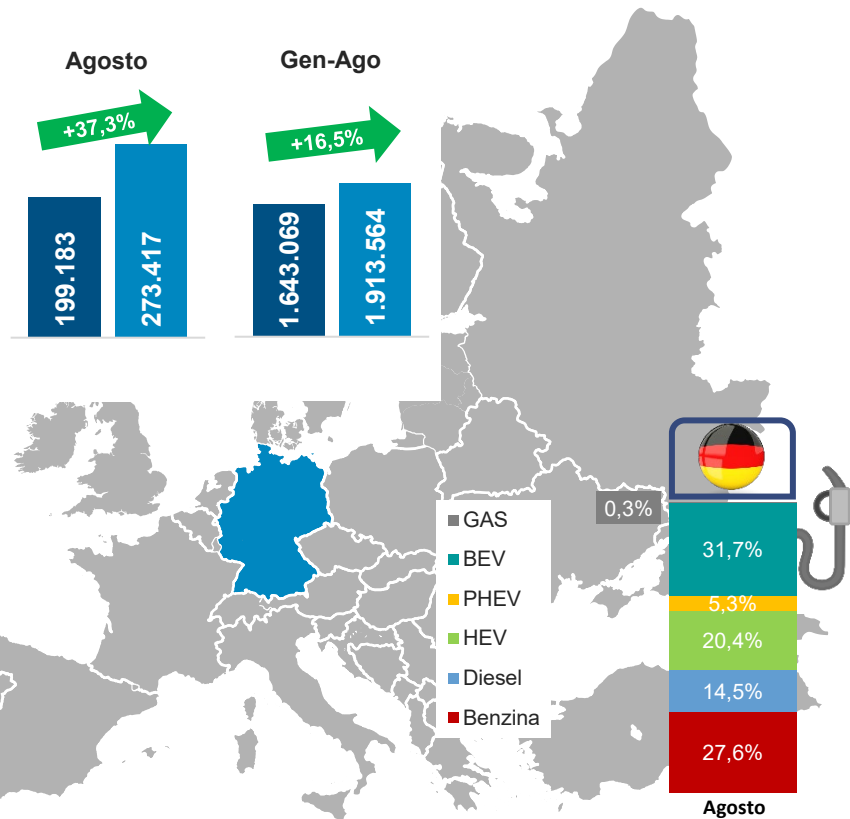 Agosto
+37,3%
199.183
273.417
Gen-Ago
+16,5%
1.643.069
1.913.564
GAS
BEV
PHEV
HEV
Diesel
Benzina
0,3%
31,7%
5,3%
20,4%
14,5%
27,6%
Agosto